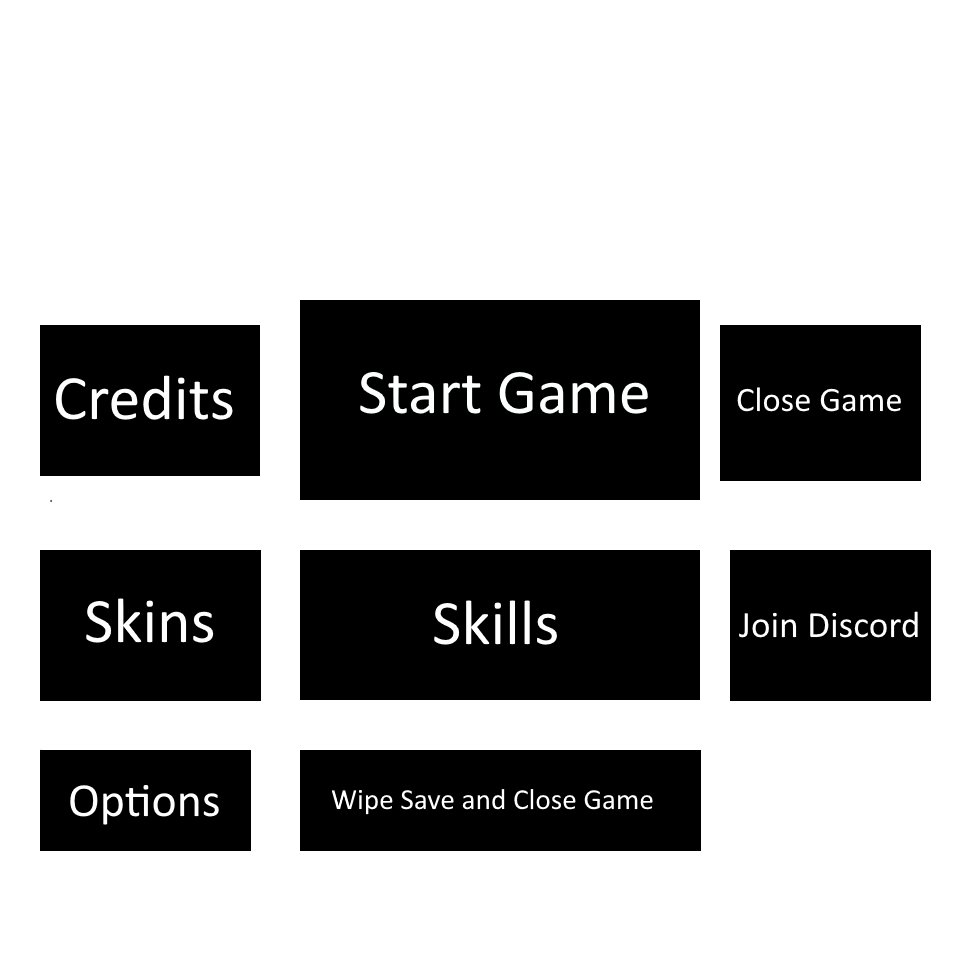 Credits
Start Game
Close Game
Skins
Skills
Join Discord
Options
Wipe Save and Close Game